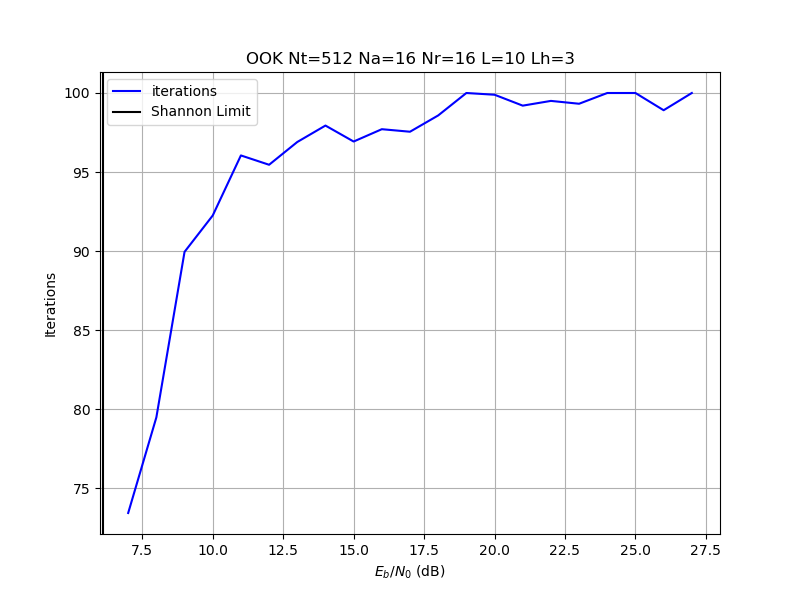 OOK Nt=512 Na=16 Nr=16 L=10 Lh=3
iterations
Shannon Limit
Iterations
100
95
90
85
80
75
7.5 10.0 12.5 15.0 17.5 20.0 22.5 25.0 27.5
E_b/N_0 (dB)